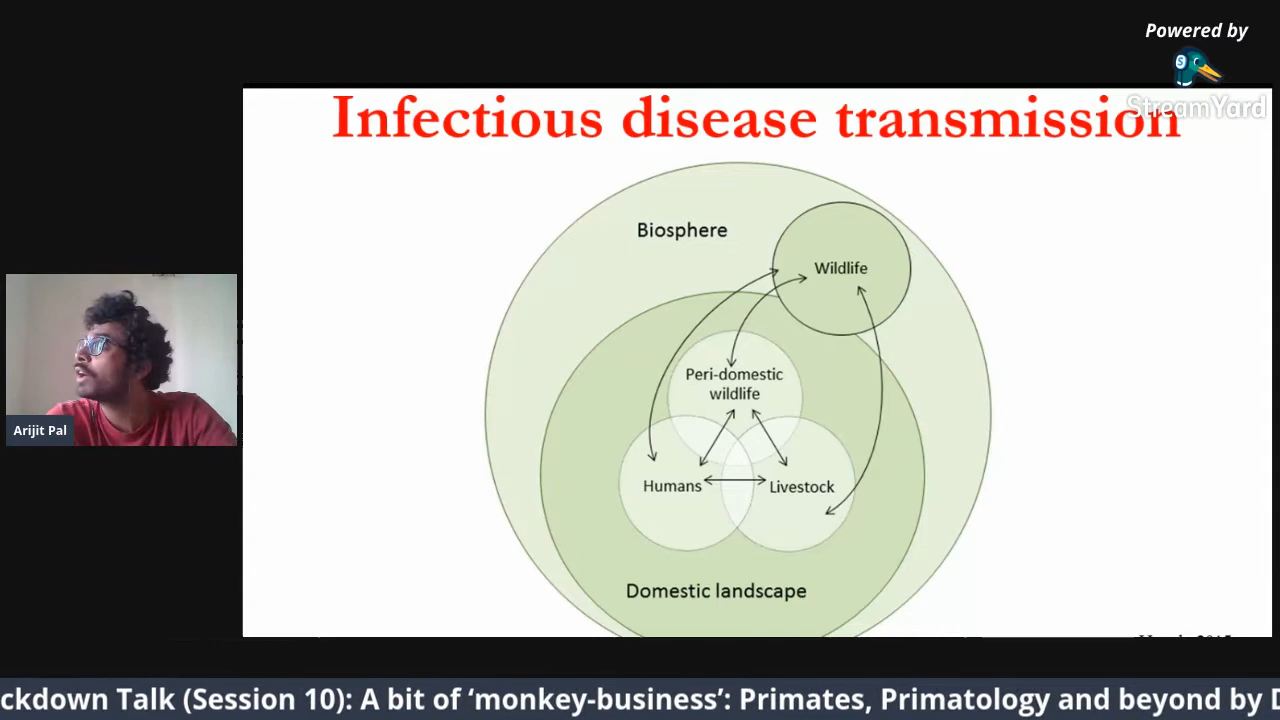 Powered by
StreamYard
Infectious disease transmission
Biosphere
Wildlife
Peri-domestic
wildlife
Humans
Livestock
Domestic landscape
Arijit Pal
ckdown Talk (Session 10): A bit of ‘monkey-business’: Primates, Primatology and beyond by D